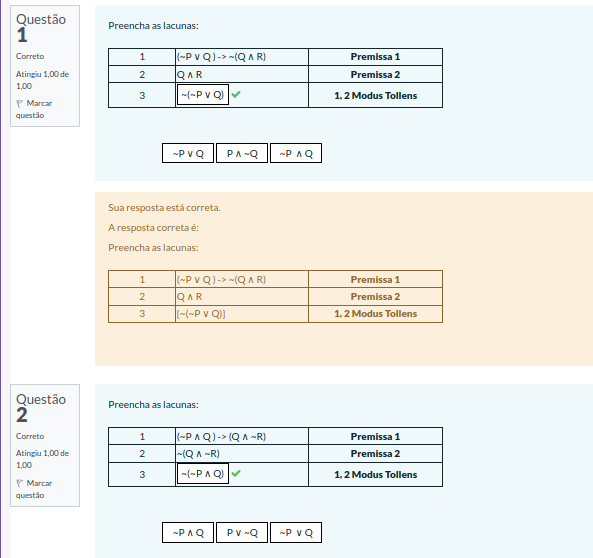 Questão
1
Correto
Atingiu 1,00 de
1,00
Marcar
questão
Preencha as lacunas:
1 (~P ∨ Q ) -> ~(Q ∧ R) Premissa 1
2 Q ∧ R Premissa 2
3 ~(~P ∨ Q) 1, 2 Modus Tollens
~P ∨ Q P ∧ ~Q ~P ∧ Q
Sua resposta está correta.
A resposta correta é:
Preencha as lacunas:
1 (~P ∨ Q ) -> ~(Q ∧ R) Premissa 1
2 Q ∧ R Premissa 2
3 [~(~P ∨ Q)] 1, 2 Modus Tollens
Questão
2
Correto
Atingiu 1,00 de
1,00
Marcar
questão
Preencha as lacunas:
1 (~P ∧ Q ) -> (Q ∧ ~R) Premissa 1
2 ~(Q ∧ ~R) Premissa 2
3 ~(~P ∧ Q) 1, 2 Modus Tollens
~P ∧ Q P ∨ ~Q ~P ∨ Q